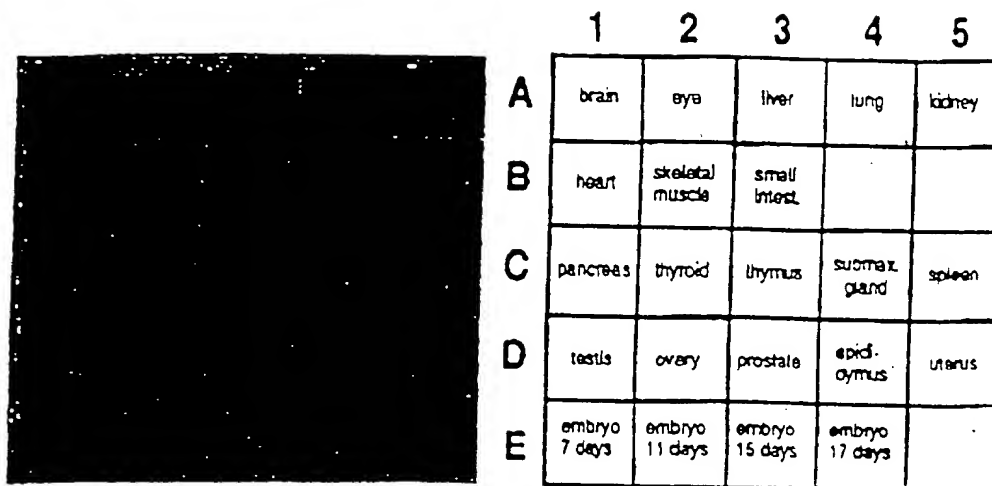 1 2 3 4 5
A brain eye liver lung kidney
B heart skeletal muscle small intest.
C pancreas thyroid thymus submax. gland spleen
D testis ovary prostate epidi- dymus uterus
E embryo 7 days embryo 11 days embryo 15 days embryo 17 days